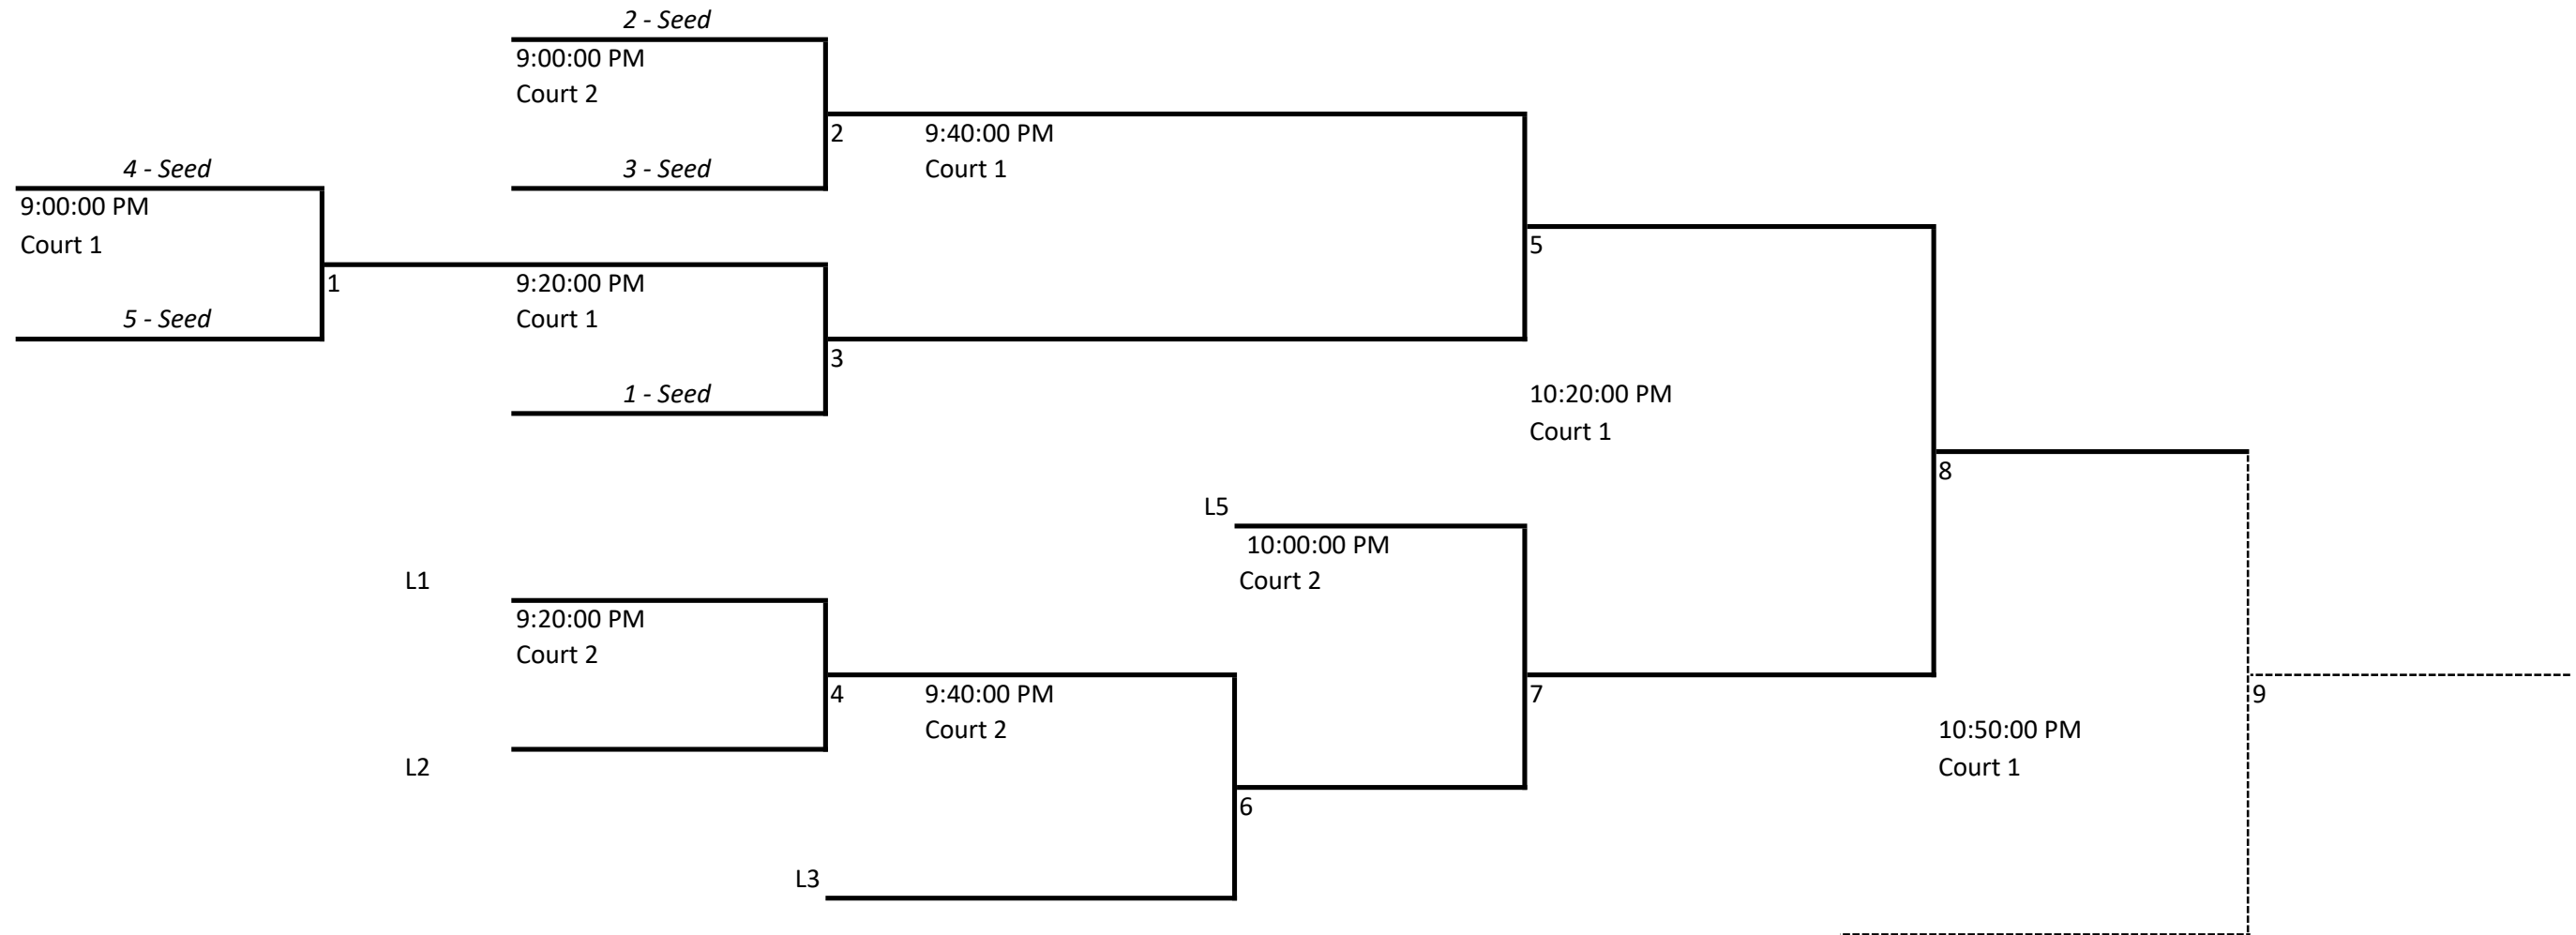 2 - Seed
9:00:00 PM
Court 2
2
9:40:00 PM
Court 1
3 - Seed
4 - Seed
9:00:00 PM
Court 1
1
5 - Seed
9:20:00 PM
Court 1
3
1 - Seed
5
10:20:00 PM
Court 1
8
L5
10:00:00 PM
Court 2
L1
9:20:00 PM
Court 2
4
9:40:00 PM
Court 2
L2
7
6
L3
10:50:00 PM
Court 1
9